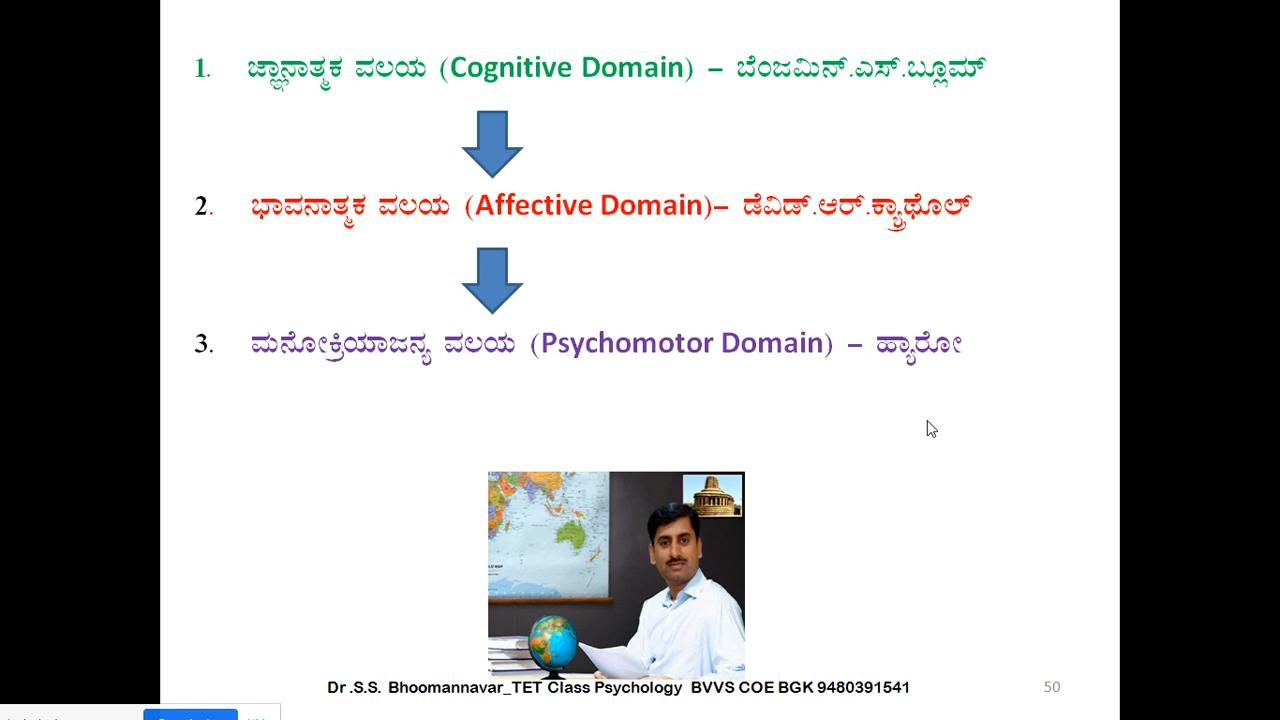 1. ಜ್ಞಾನಾತ್ಮಕ ವಲಯ (Cognitive Domain) – ಬೆಂಜಮಿನ್.ಎಸ್.ಬ್ಲೂಮ್
2. ಭಾವನಾತ್ಮಕ ವಲಯ (Affective Domain)– ಡೆವಿಡ್.ಆರ್.ಕ್ಯಾಥೊಲ್
3. ಮನೋಕ್ರಿಯಾಜನ್ಯ ವಲಯ (Psychomotor Domain) – ಹ್ಯಾರೋ
Dr .S.S. Bhoomannavar_TET Class Psychology BVVS COE BGK 9480391541
50